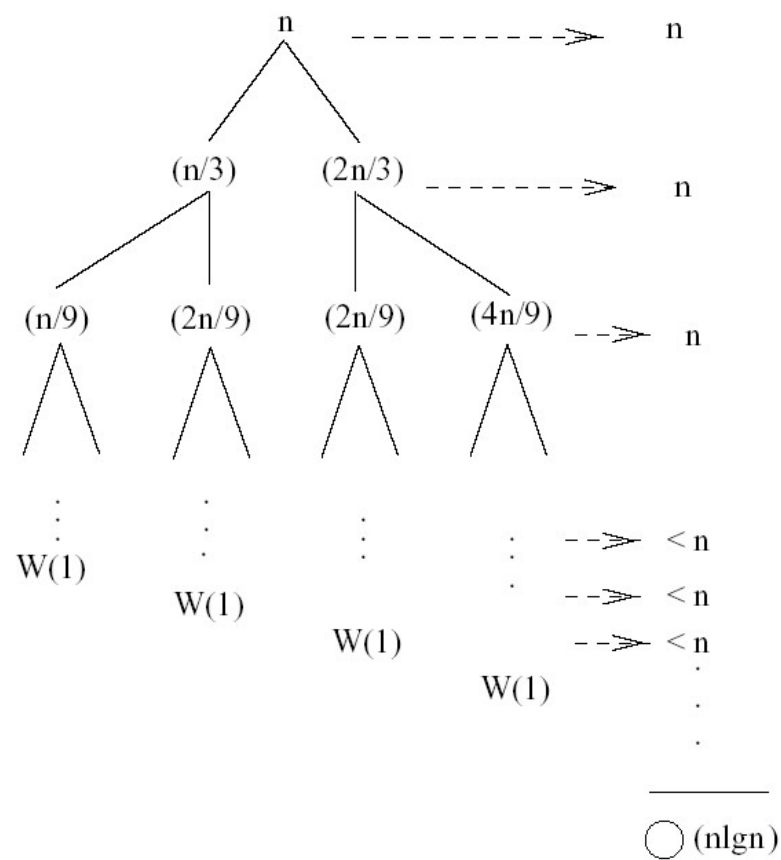 n n
(n/3) (2n/3) n
(n/9) (2n/9) (2n/9) (4n/9) n
< n
W(1)
< n
W(1)
W(1) < n
W(1)
O(nlgn)